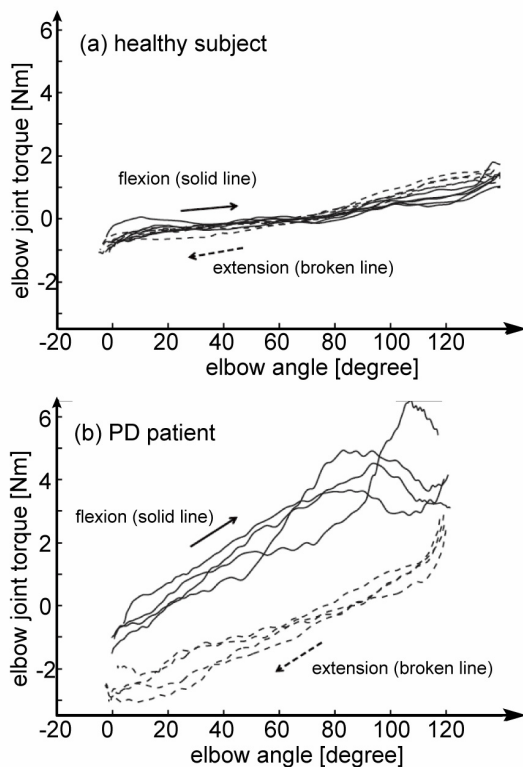 (a) healthy subject
elbow joint torque [Nm]
6
4
2
0
-2
flexion (solid line)
extension (broken line)
-20 0 20 40 60 80 100 120
elbow angle [degree]
(b) PD patient
elbow joint torque [Nm]
6
4
2
0
-2
flexion (solid line)
extension (broken line)
-20 0 20 40 60 80 100 120
elbow angle [degree]